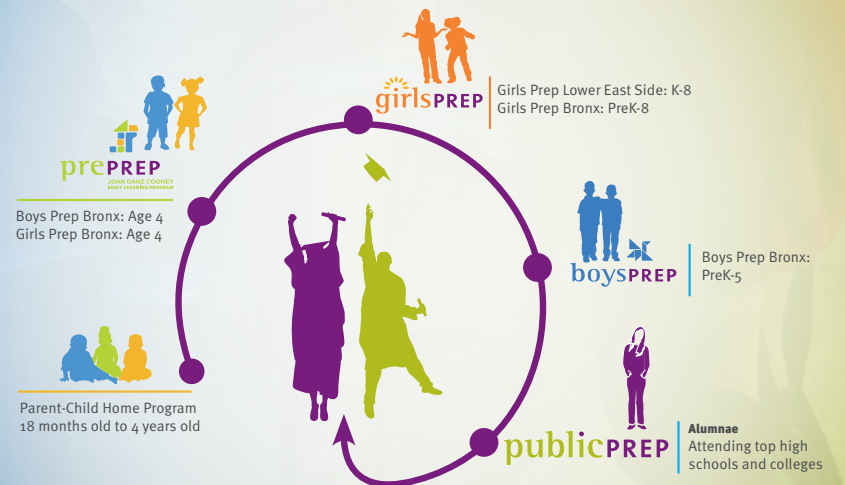 girlsPREP
Girls Prep Lower East Side: K-8
Girls Prep Bronx: PreK-8
prePREP
JOAN GANZ COONEY
EARLY LEARNING PROGRAM
Boys Prep Bronx: Age 4
Girls Prep Bronx: Age 4
boysPREP
Boys Prep Bronx:
PreK-5
Parent-Child Home Program
18 months old to 4 years old
publicPREP
Alumnae
Attending top high
schools and colleges